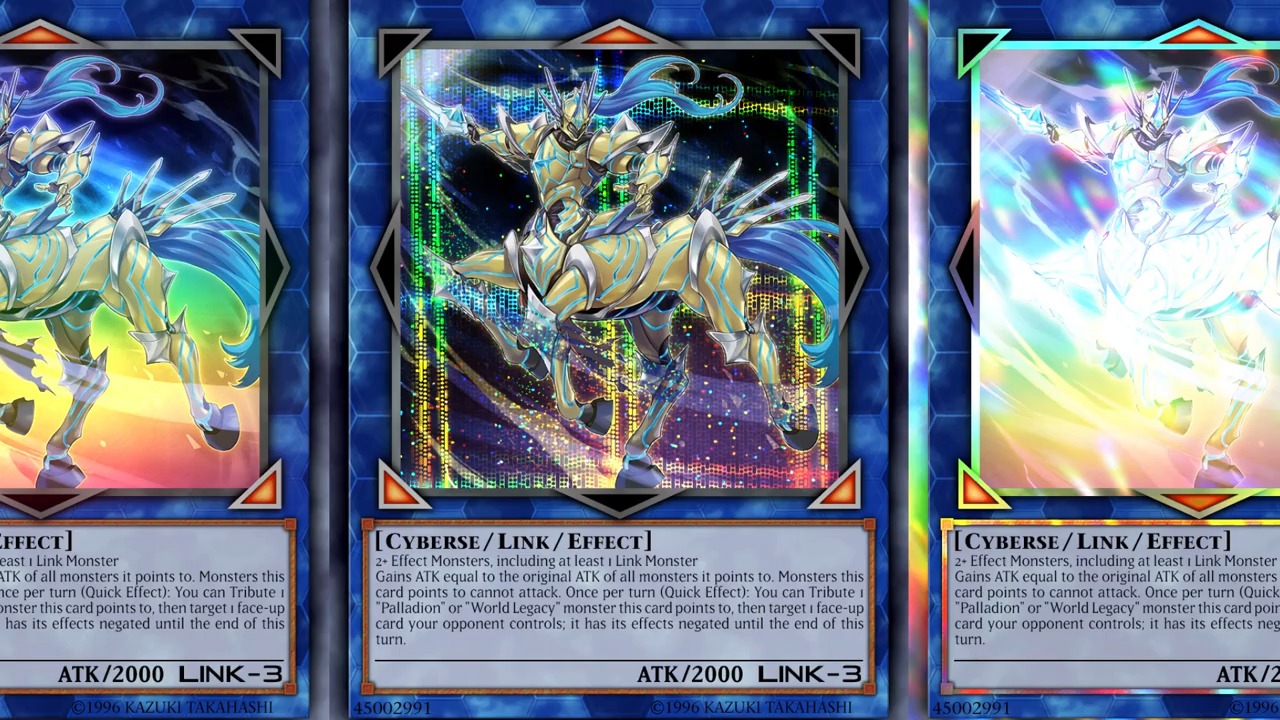 EFFECT]
east 1 Link Monster
ATK of all monsters it points to. Monsters this
nce per turn (Quick Effect): You can Tribute 1
onster this card points to, then target 1 face-up
has its effects negated until the end of this
ATK/2000 LINK-3
©1996 KAZUKI TAKAHASHI
[CYBERSE/LINK/EFFECT]
2+ Effect Monsters, including at least 1 Link Monster
Gains ATK equal to the original ATK of all monsters it points to. Monsters this
card points to cannot attack. Once per turn (Quick Effect): You can Tribute 1
"Palladion" or "World Legacy" monster this card points to, then target 1 face-up
card your opponent controls; it has its effects negated until the end of this
turn.
ATK/2000 LINK-3
45002991
©1996 KAZUKI TAKAHASHI
[CYBERSE/LINK/EFFECT]
2+ Effect Monsters, including at least 1 Link Monster
Gains ATK equal to the original ATK of all monsters
card points to cannot attack. Once per turn (Quick
"Palladion" or "World Legacy" monster this card poin
card your opponent controls; it has its effects neg
turn.
ATK/2
45002991
©1996